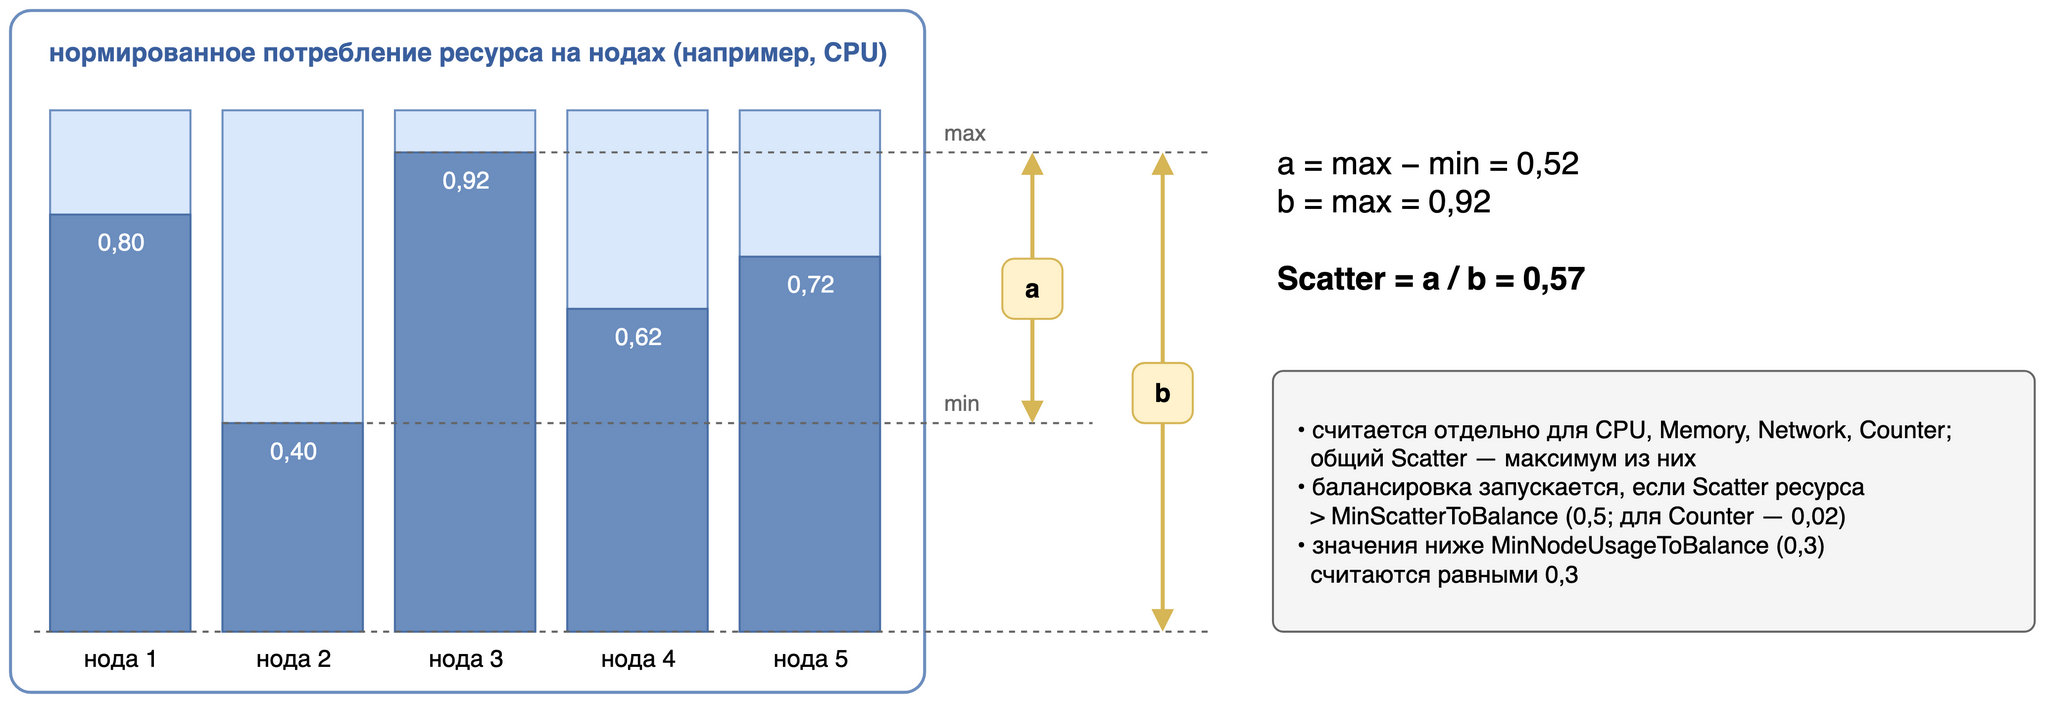 нормированное потребление ресурса на нодах (например, CPU)
max
0,92
0,80
0,72
0,62
min
0,40
a
b
нода 1
нода 2
нода 3
нода 4
нода 5
a = max − min = 0,52
b = max = 0,92
Scatter = a / b = 0,57
• считается отдельно для CPU, Memory, Network, Counter;
общий Scatter — максимум из них
• балансировка запускается, если Scatter ресурса
> MinScatterToBalance (0,5; для Counter — 0,02)
• значения ниже MinNodeUsageToBalance (0,3)
считаются равными 0,3